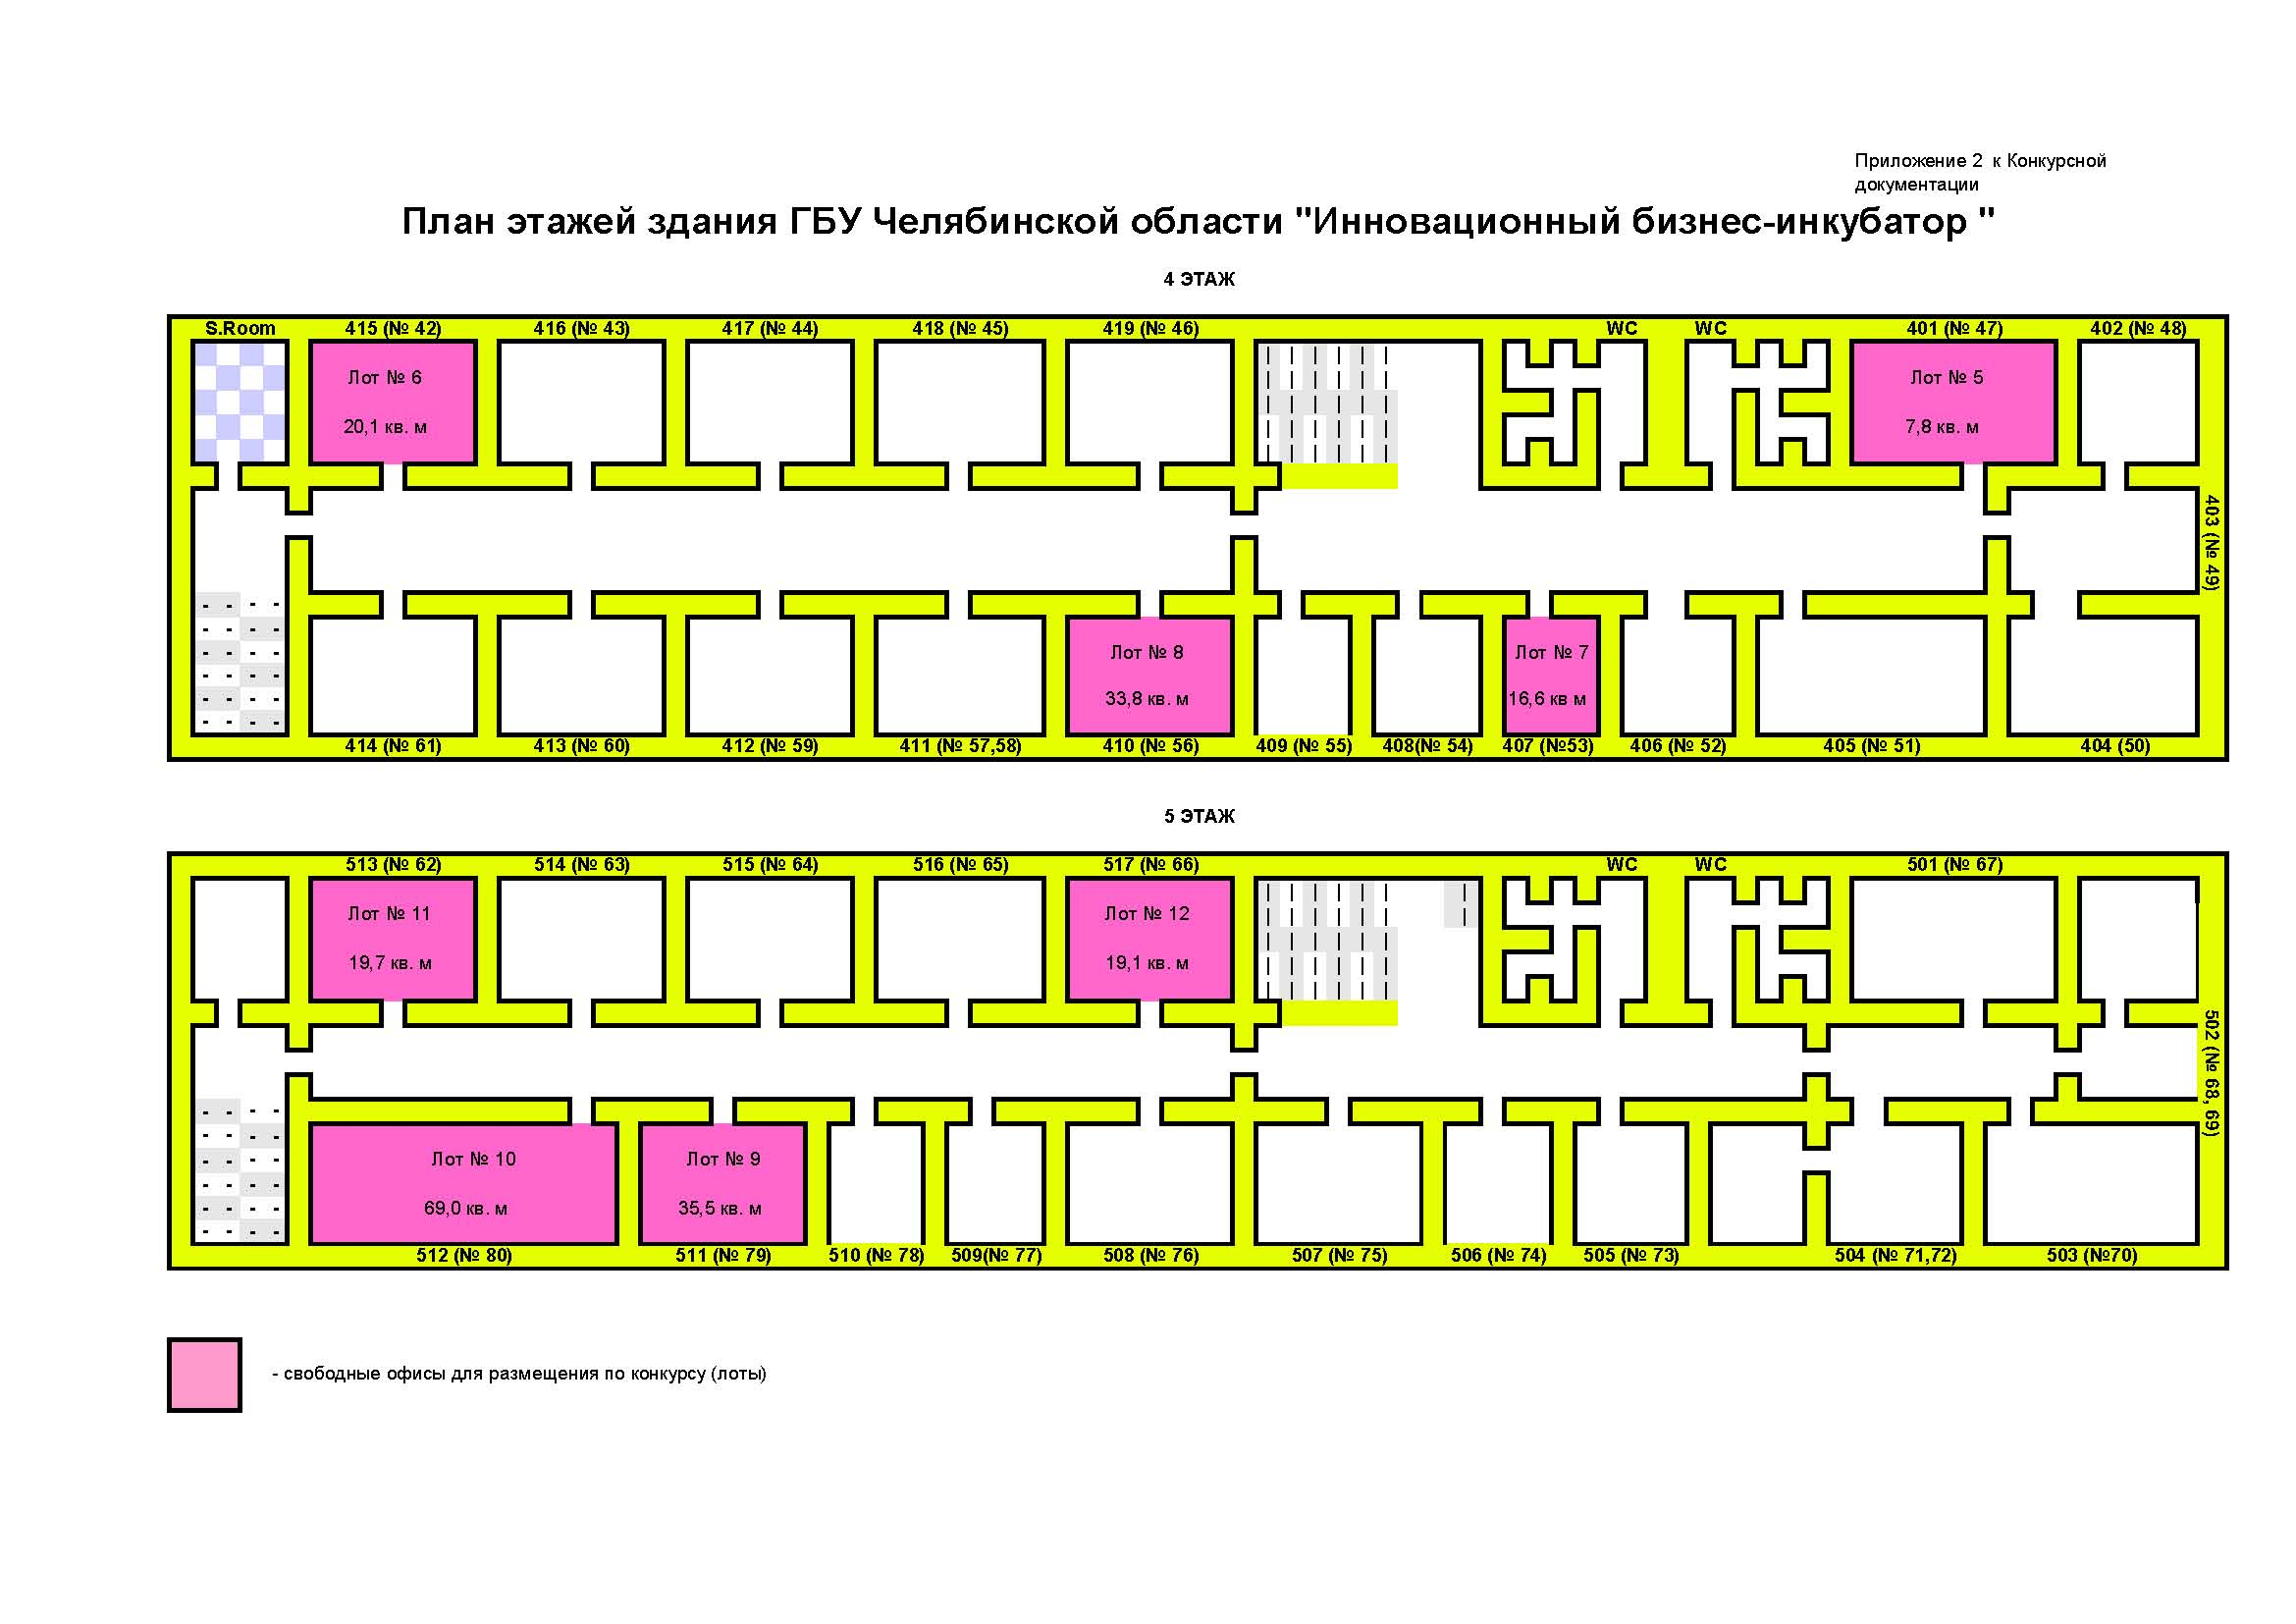 Приложение 2 к Конкурсной
документации
План этажей здания ГБУ Челябинской области "Инновационный бизнес-инкубатор "
4 ЭТАЖ
S.Room 415 (№ 42) 416 (№ 43) 417 (№ 44) 418 (№ 45) 419 (№ 46) WC WC 401 (№ 47) 402 (№ 48)
Лот № 6 Лот № 5
20,1 кв. м 7,8 кв. м
403 (№ 49)
Лот № 8 Лот № 7
33,8 кв. м 16,6 кв м
414 (№ 61) 413 (№ 60) 412 (№ 59) 411 (№ 57,58) 410 (№ 56) 409 (№ 55) 408(№ 54) 407 (№53) 406 (№ 52) 405 (№ 51) 404 (50)
5 ЭТАЖ
513 (№ 62) 514 (№ 63) 515 (№ 64) 516 (№ 65) 517 (№ 66) WC WC 501 (№ 67)
Лот № 11 Лот № 12
19,7 кв. м 19,1 кв. м
502 (№ 68, 69)
Лот № 10 Лот № 9
69,0 кв. м 35,5 кв. м
512 (№ 80) 511 (№ 79) 510 (№ 78) 509(№ 77) 508 (№ 76) 507 (№ 75) 506 (№ 74) 505 (№ 73) 504 (№ 71,72) 503 (№70)
- свободные офисы для размещения по конкурсу (лоты)